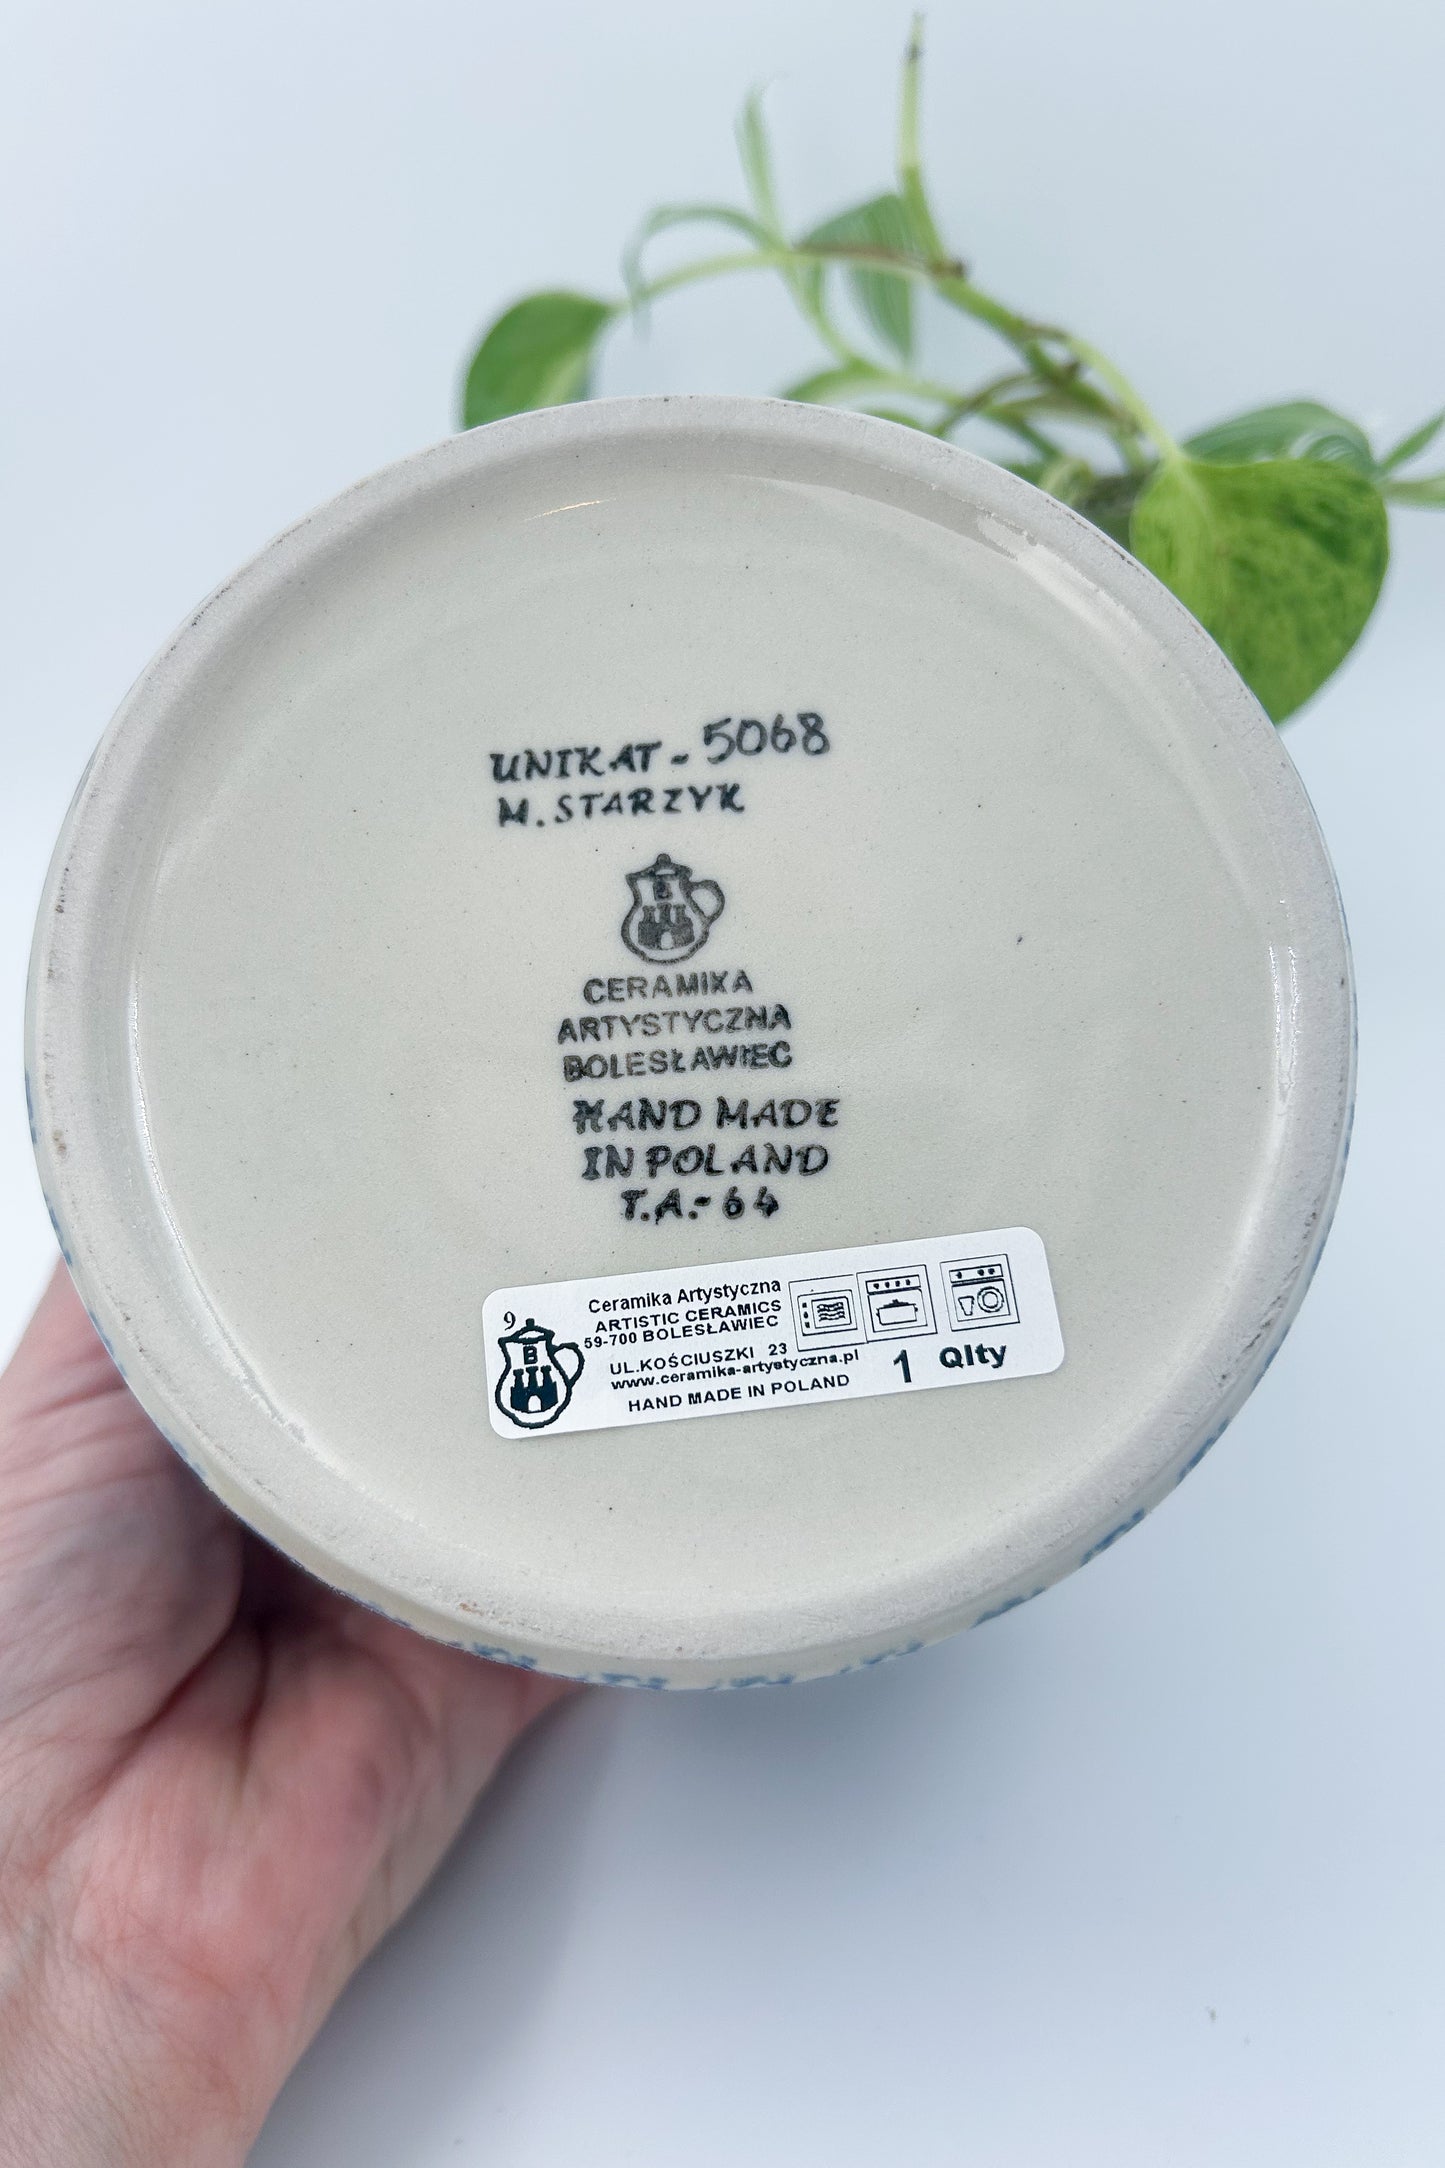 UNIKAT - 5068
M. STARZYK
B
CERAMIKA
ARTYSTYCZNA
BOLESŁAWIEC
HAND MADE
IN POLAND
T.A.- 64
9
B
Ceramika Artystyczna
ARTISTIC CERAMICS
59-700 BOLESŁAWIEC
UL.KOŚCIUSZKI 23
www.ceramika-artystyczna.pl
HAND MADE IN POLAND
1 Qlty